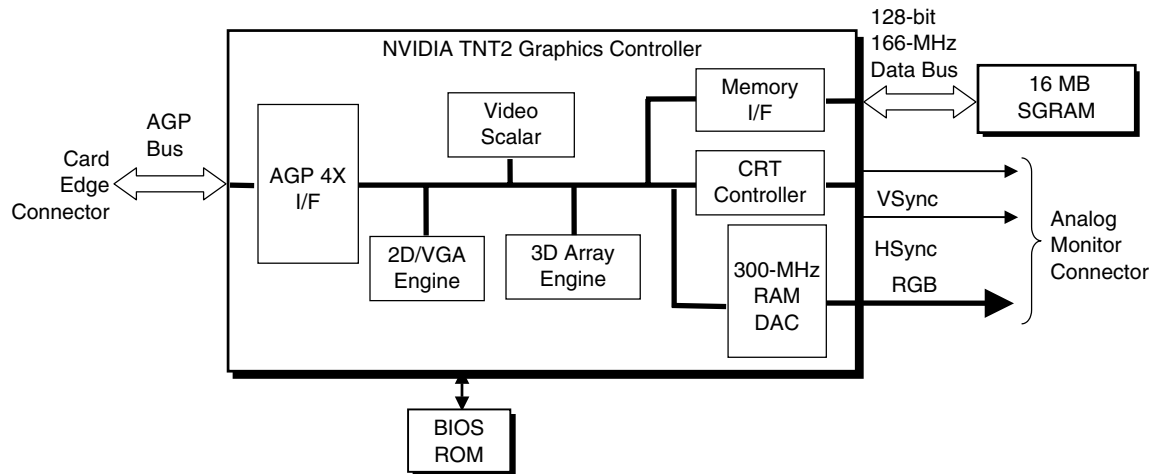 NVIDIA TNT2 Graphics Controller
128-bit
166-MHz
Data Bus
16 MB
SGRAM
Memory
I/F
Video
Scalar
AGP
Bus
Card
Edge
Connector
AGP 4X
I/F
CRT
Controller
VSync
HSync
RGB
Analog
Monitor
Connector
2D/VGA
Engine
3D Array
Engine
300-MHz
RAM
DAC
BIOS
ROM